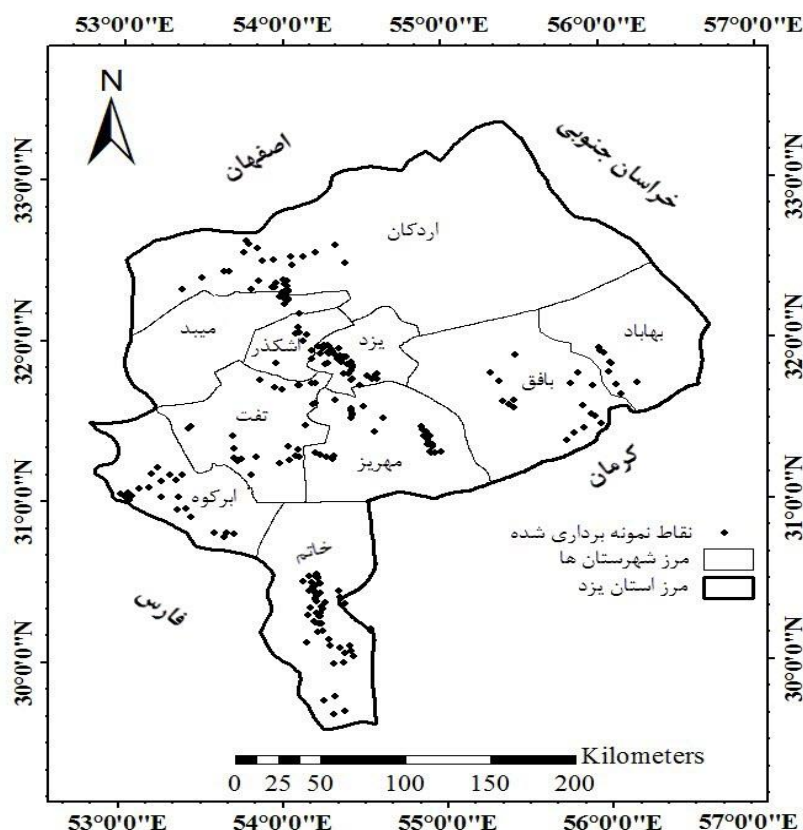 53°0'0"E 54°0'0"E 55°0'0"E 56°0'0"E 57°0'0"E
N
اصفهان
خراسان جنوبی
33°0'0"N
33°0'0"N
اردکان
میبد
اشکذر
یزد
بهاباد
32°0'0"N
32°0'0"N
بافق
تفت
مهریز
کرمان
ابرکوه
31°0'0"N
31°0'0"N
نقاط نمونه برداری شده
مرز شهرستان ها
مرز استان یزد
خاتم
فارس
30°0'0"N
30°0'0"N
Kilometers
0 25 50 100 150 200
53°0'0"E 54°0'0"E 55°0'0"E 56°0'0"E 57°0'0"E